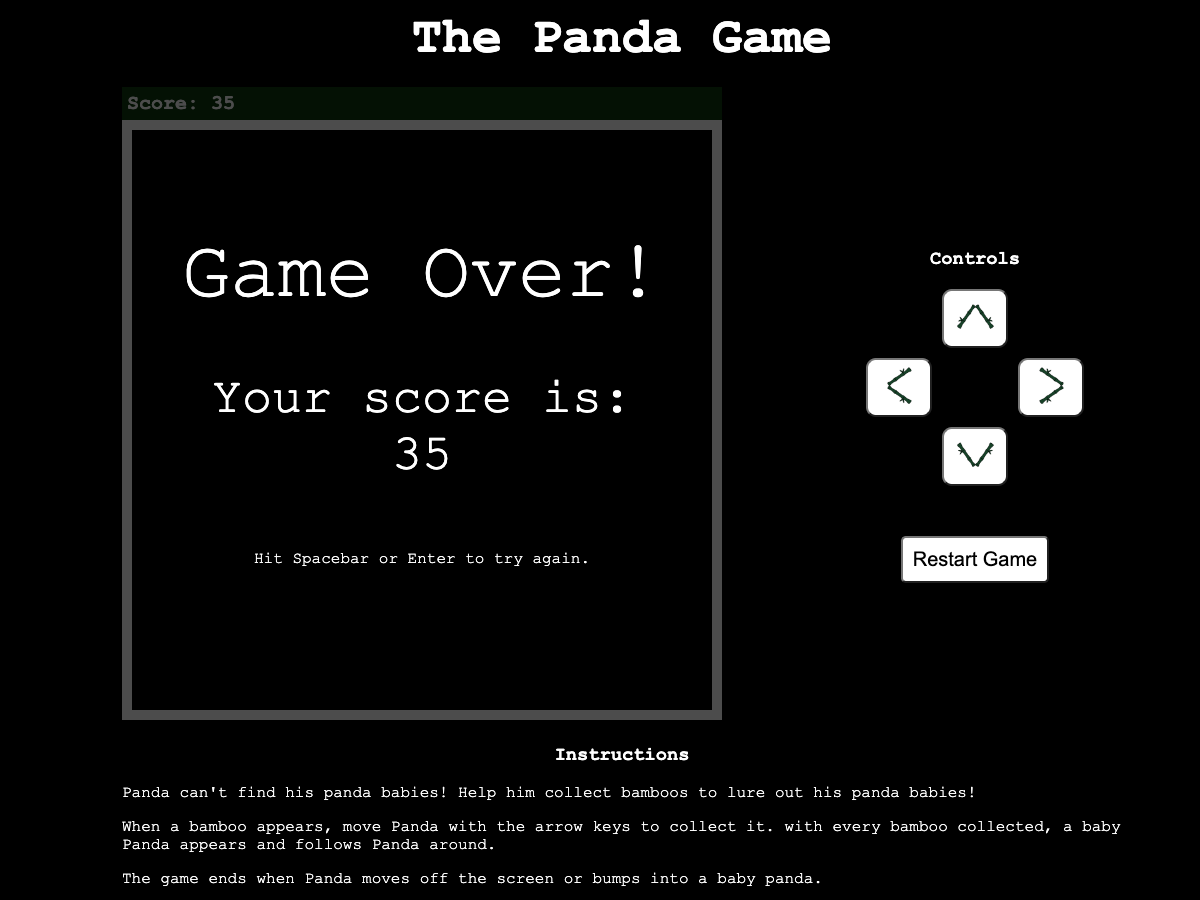 The Panda Game
Score: 35
Game Over!
Your score is:
35
Hit Spacebar or Enter to try again.
Controls
Restart Game
Instructions
Panda can't find his panda babies! Help him collect bamboos to lure out his panda babies!
When a bamboo appears, move Panda with the arrow keys to collect it. with every bamboo collected, a baby
Panda appears and follows Panda around.
The game ends when Panda moves off the screen or bumps into a baby panda.